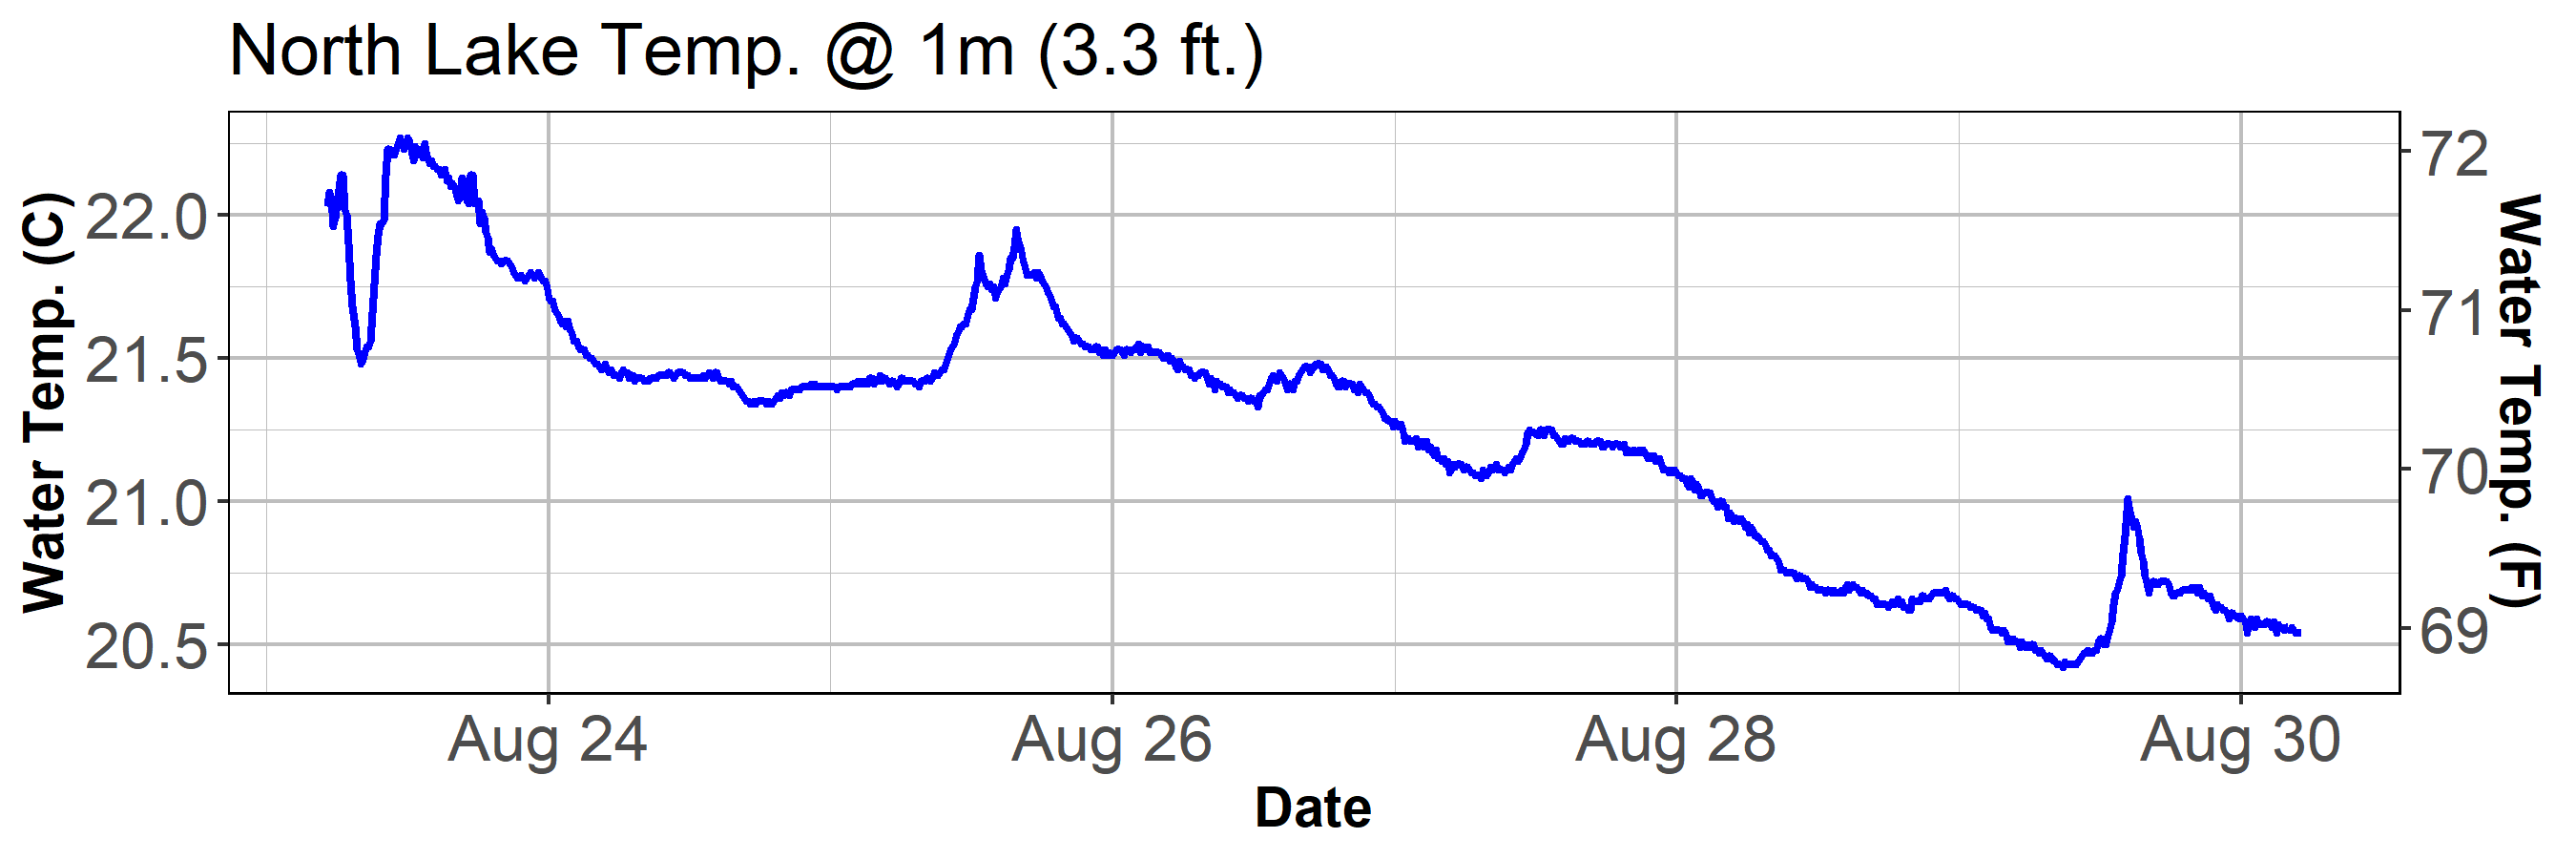 North Lake Temp. @ 1m (3.3 ft.)
Water Temp. (C)
22.0
21.5
21.0
20.5
72
71
70
69
Water Temp. (F)
Aug 24
Aug 26
Aug 28
Aug 30
Date